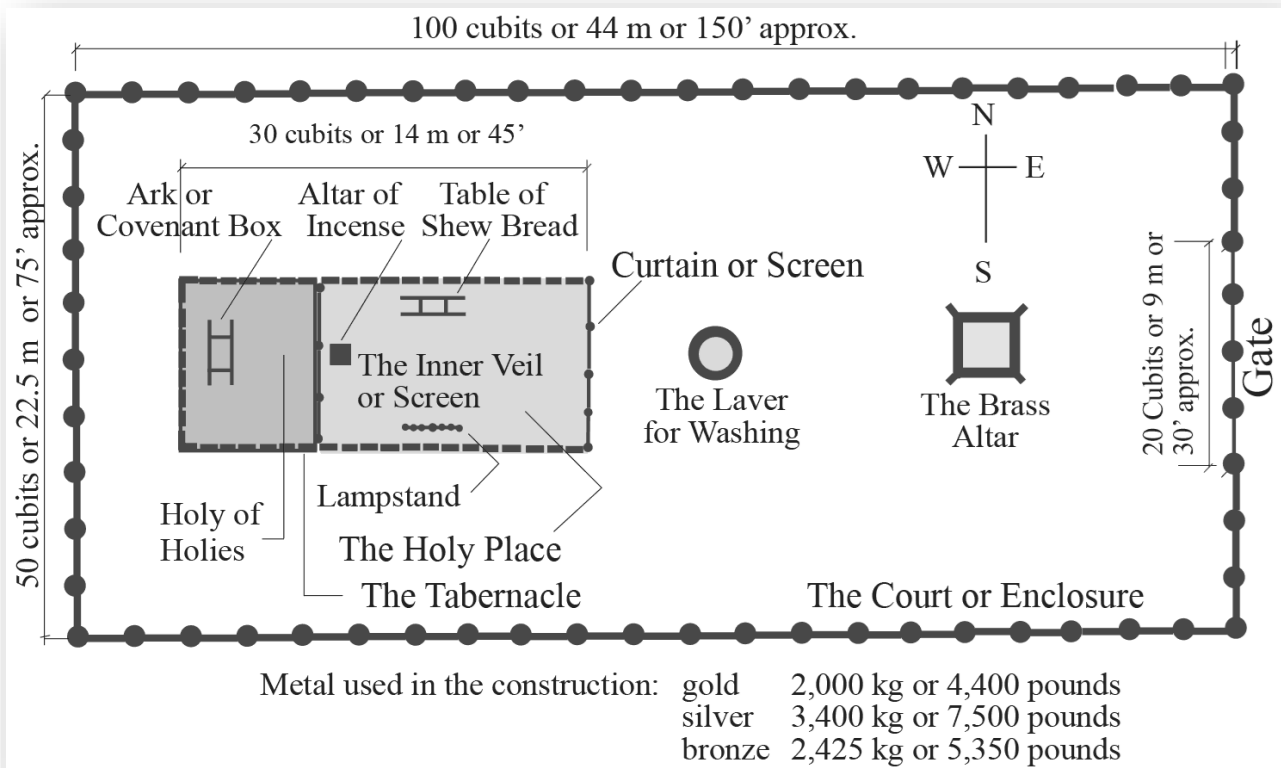 100 cubits or 44 m or 150' approx.
50 cubits or 22.5 m or 75' approx.
30 cubits or 14 m or 45'
N
W
E
S
Ark or
Covenant Box
Altar of
Incense
Table of
Shew Bread
Curtain or Screen
The Inner Veil
or Screen
The Laver
for Washing
The Brass
Altar
20 Cubits or 9 m or
30' approx.
Gate
Lampstand
Holy of
Holies
The Holy Place
The Tabernacle
The Court or Enclosure
Metal used in the construction: gold 2,000 kg or 4,400 pounds
silver 3,400 kg or 7,500 pounds
bronze 2,425 kg or 5,350 pounds